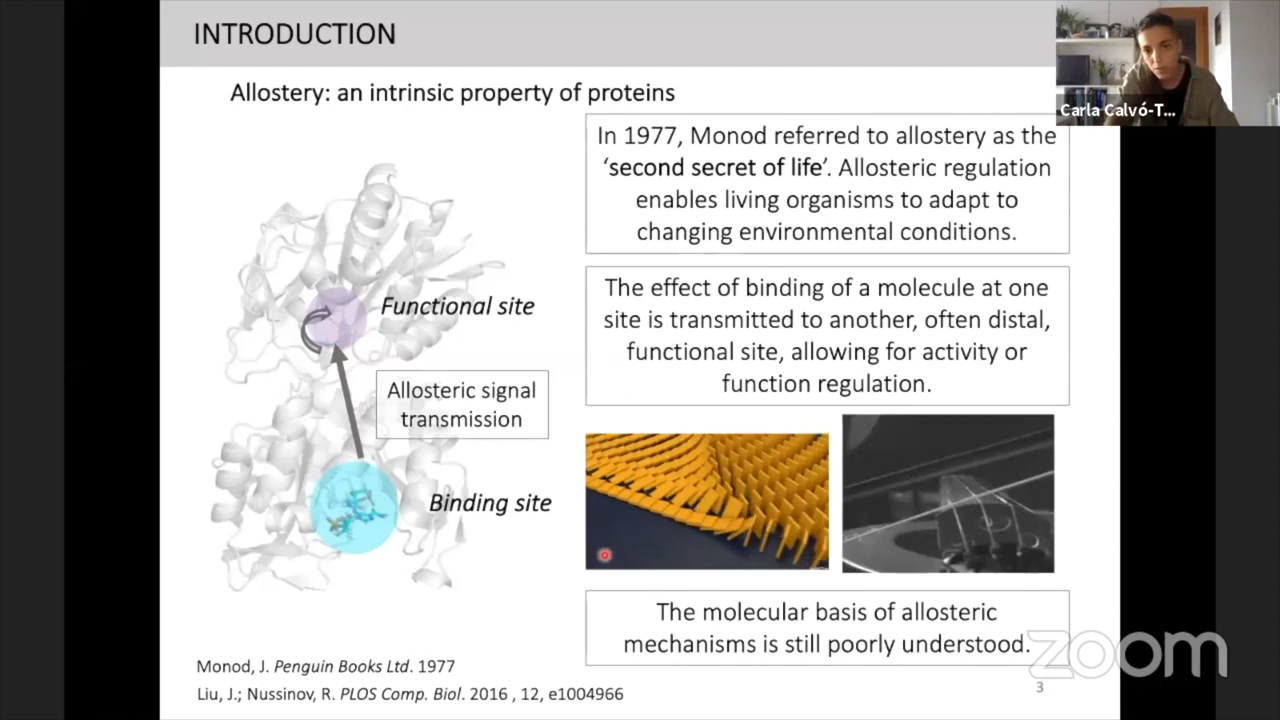 INTRODUCTION
Carla Calvó-T...
Allostery: an intrinsic property of proteins
In 1977, Monod referred to allostery as the
‘second secret of life’. Allosteric regulation
enables living organisms to adapt to
changing environmental conditions.
The effect of binding of a molecule at one
site is transmitted to another, often distal,
functional site, allowing for activity or
function regulation.
Functional site
Allosteric signal
transmission
Binding site
The molecular basis of allosteric
mechanisms is still poorly understood.
zoom
Monod, J. Penguin Books Ltd. 1977
Liu, J.; Nussinov, R. PLOS Comp. Biol. 2016 , 12, e1004966
3